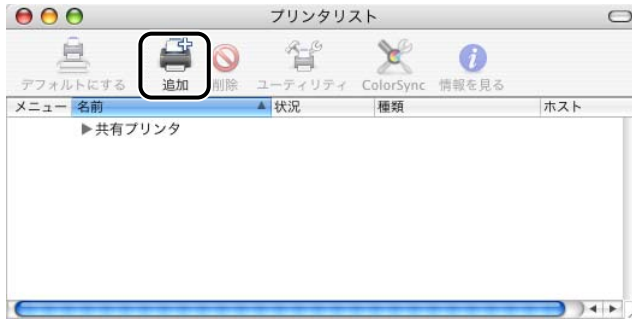 プリンタリスト
デフォルトにする 追加 削除 ユーティリティ ColorSync 情報を見る
メニュー 名前 状況 種類 ホスト
共有プリンタ